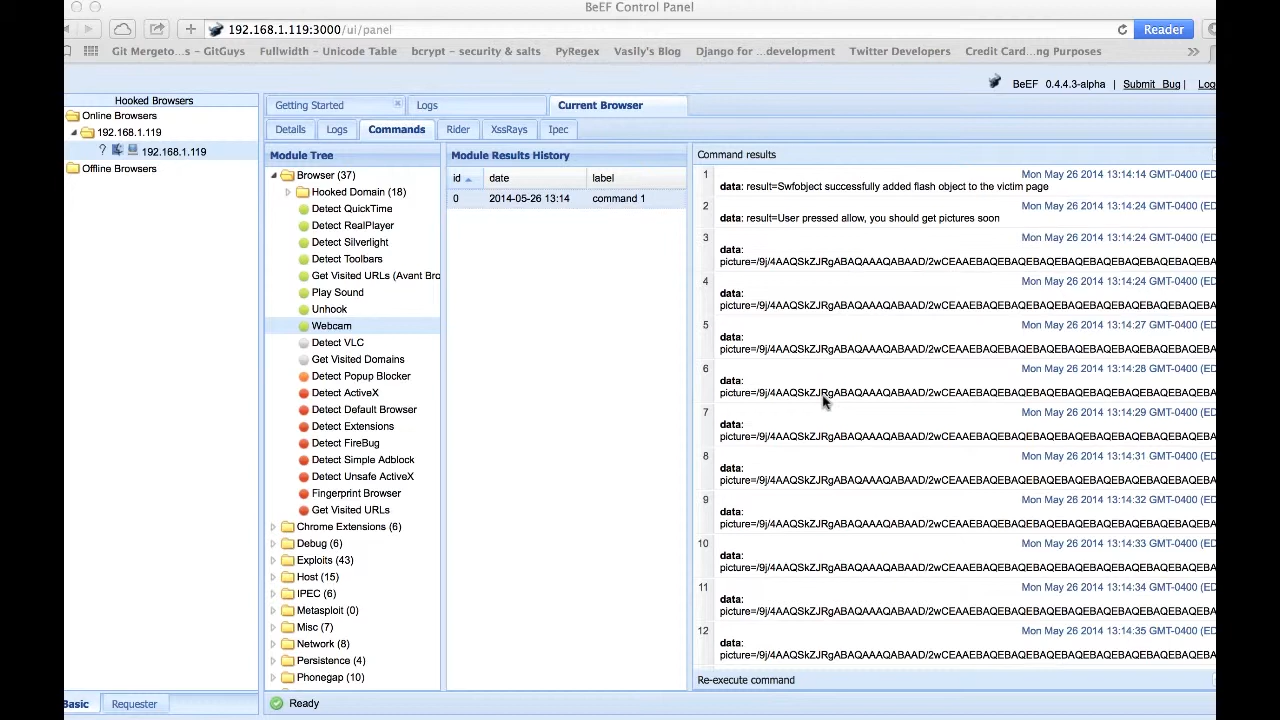 BeEF Control Panel
192.168.1.119:3000/ui/panel
Reader
Git Mergeto...s – GitGuys Fullwidth – Unicode Table bcrypt – security & salts PyRegex Vasily's Blog Django for ...development Twitter Developers Credit Card...ng Purposes
BeEF 0.4.4.3-alpha | Submit Bug | Log
Hooked Browsers
Online Browsers
192.168.1.119
192.168.1.119
Offline Browsers
Basic Requester
Getting Started Logs Current Browser
Details Logs Commands Rider XssRays Ipec
Module Tree
Browser (37)
Hooked Domain (18)
Detect QuickTime
Detect RealPlayer
Detect Silverlight
Detect Toolbars
Get Visited URLs (Avant Bro
Play Sound
Unhook
Webcam
Detect VLC
Get Visited Domains
Detect Popup Blocker
Detect ActiveX
Detect Default Browser
Detect Extensions
Detect FireBug
Detect Simple Adblock
Detect Unsafe ActiveX
Fingerprint Browser
Get Visited URLs
Chrome Extensions (6)
Debug (6)
Exploits (43)
Host (15)
IPEC (6)
Metasploit (0)
Misc (7)
Network (8)
Persistence (4)
Phonegap (10)
Module Results History
id date label
0 2014-05-26 13:14 command 1
Command results
1 Mon May 26 2014 13:14:14 GMT-0400 (ED
data: result=Swfobject successfully added flash object to the victim page
2 Mon May 26 2014 13:14:24 GMT-0400 (ED
data: result=User pressed allow, you should get pictures soon
3 Mon May 26 2014 13:14:24 GMT-0400 (ED
data:
picture=/9j/4AAQSkZJRgABAQAAAQABAAD/2wCEAAEBAQEBAQEBAQEBAQEBAQEBAQEBAQEBA
4 Mon May 26 2014 13:14:24 GMT-0400 (ED
data:
picture=/9j/4AAQSkZJRgABAQAAAQABAAD/2wCEAAEBAQEBAQEBAQEBAQEBAQEBAQEBAQEBA
5 Mon May 26 2014 13:14:27 GMT-0400 (ED
data:
picture=/9j/4AAQSkZJRgABAQAAAQABAAD/2wCEAAEBAQEBAQEBAQEBAQEBAQEBAQEBAQEBA
6 Mon May 26 2014 13:14:28 GMT-0400 (ED
data:
picture=/9j/4AAQSkZJRgABAQAAAQABAAD/2wCEAAEBAQEBAQEBAQEBAQEBAQEBAQEBAQEBA
7 Mon May 26 2014 13:14:29 GMT-0400 (ED
data:
picture=/9j/4AAQSkZJRgABAQAAAQABAAD/2wCEAAEBAQEBAQEBAQEBAQEBAQEBAQEBAQEBA
8 Mon May 26 2014 13:14:31 GMT-0400 (ED
data:
picture=/9j/4AAQSkZJRgABAQAAAQABAAD/2wCEAAEBAQEBAQEBAQEBAQEBAQEBAQEBAQEBA
9 Mon May 26 2014 13:14:32 GMT-0400 (ED
data:
picture=/9j/4AAQSkZJRgABAQAAAQABAAD/2wCEAAEBAQEBAQEBAQEBAQEBAQEBAQEBAQEBA
10 Mon May 26 2014 13:14:33 GMT-0400 (ED
data:
picture=/9j/4AAQSkZJRgABAQAAAQABAAD/2wCEAAEBAQEBAQEBAQEBAQEBAQEBAQEBAQEBA
11 Mon May 26 2014 13:14:34 GMT-0400 (ED
data:
picture=/9j/4AAQSkZJRgABAQAAAQABAAD/2wCEAAEBAQEBAQEBAQEBAQEBAQEBAQEBAQEBA
12 Mon May 26 2014 13:14:35 GMT-0400 (ED
data:
picture=/9j/4AAQSkZJRgABAQAAAQABAAD/2wCEAAEBAQEBAQEBAQEBAQEBAQEBAQEBAQEBA
Re-execute command
Ready